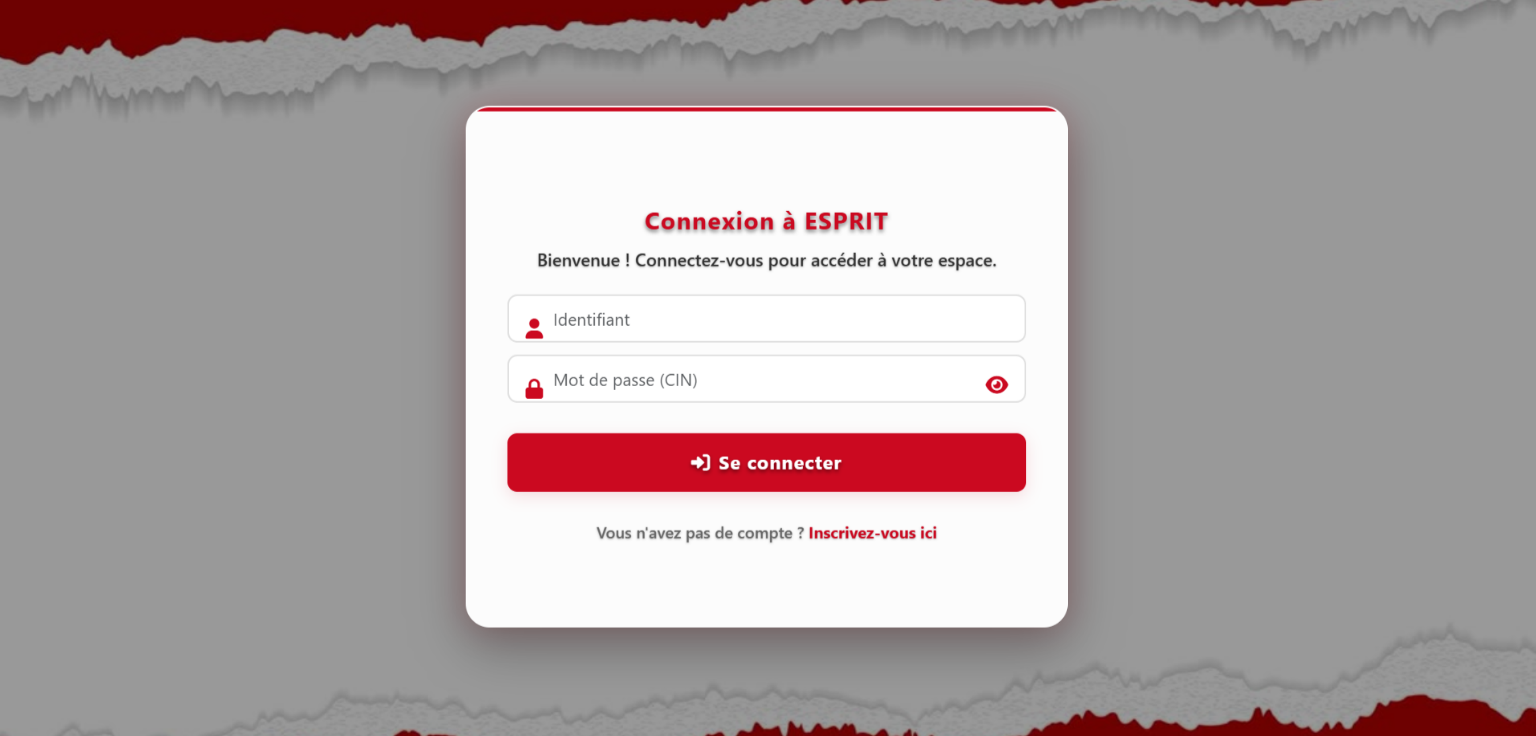 Connexion à ESPRIT
Bienvenue ! Connectez-vous pour accéder à votre espace.
Identifiant
Mot de passe (CIN)
Se connecter
Vous n'avez pas de compte ? Inscrivez-vous ici